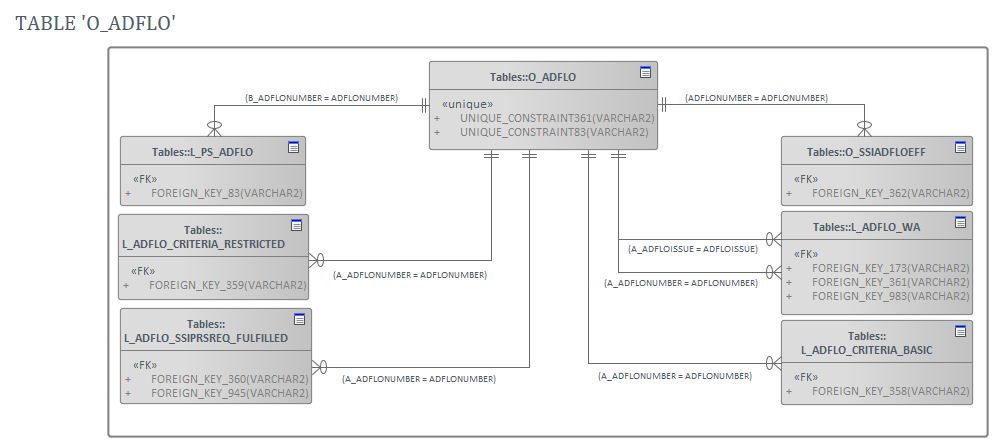 TABLE 'O_ADFLO'
Tables::O_ADFLO
«unique»
+ UNIQUE_CONSTRAINT361(VARCHAR2)
+ UNIQUE_CONSTRAINT83(VARCHAR2)
{B_ADFLONUMBER = ADFLONUMBER}
{ADFLONUMBER = ADFLONUMBER}
Tables::L_PS_ADFLO
«FK»
+ FOREIGN_KEY_83(VARCHAR2)
Tables::O_SSIADFLOEFF
«FK»
+ FOREIGN_KEY_362(VARCHAR2)
Tables::
L_ADFLO_CRITERIA_RESTRICTED
«FK»
+ FOREIGN_KEY_359(VARCHAR2)
{A_ADFLONUMBER = ADFLONUMBER}
{A_ADFLOISSUE = ADFLOISSUE}
{A_ADFLONUMBER = ADFLONUMBER}
Tables::L_ADFLO_WA
«FK»
+ FOREIGN_KEY_173(VARCHAR2)
+ FOREIGN_KEY_361(VARCHAR2)
+ FOREIGN_KEY_983(VARCHAR2)
Tables::
L_ADFLO_SSIPRSREQ_FULFILLED
«FK»
+ FOREIGN_KEY_360(VARCHAR2)
+ FOREIGN_KEY_945(VARCHAR2)
{A_ADFLONUMBER = ADFLONUMBER}
{A_ADFLONUMBER = ADFLONUMBER}
Tables::
L_ADFLO_CRITERIA_BASIC
«FK»
+ FOREIGN_KEY_358(VARCHAR2)